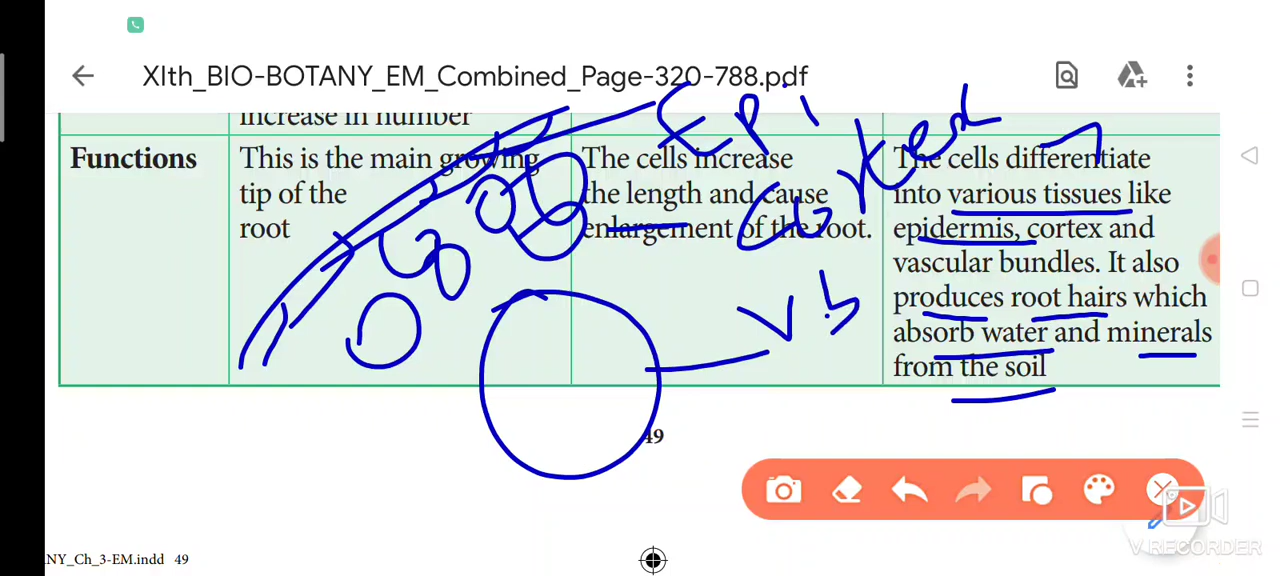 XIth_BIO-BOTANY_EM_Combined_Page-320-788.pdf
increase in number
Functions
This is the main growing
tip of the
root
The cells increase
the length and cause
enlargement of the root.
The cells differentiate
into various tissues like
epidermis, cortex and
vascular bundles. It also
produces root hairs which
absorb water and minerals
from the soil
Epi
V b
49
NY_Ch_3-EM.indd 49
V RECORDER